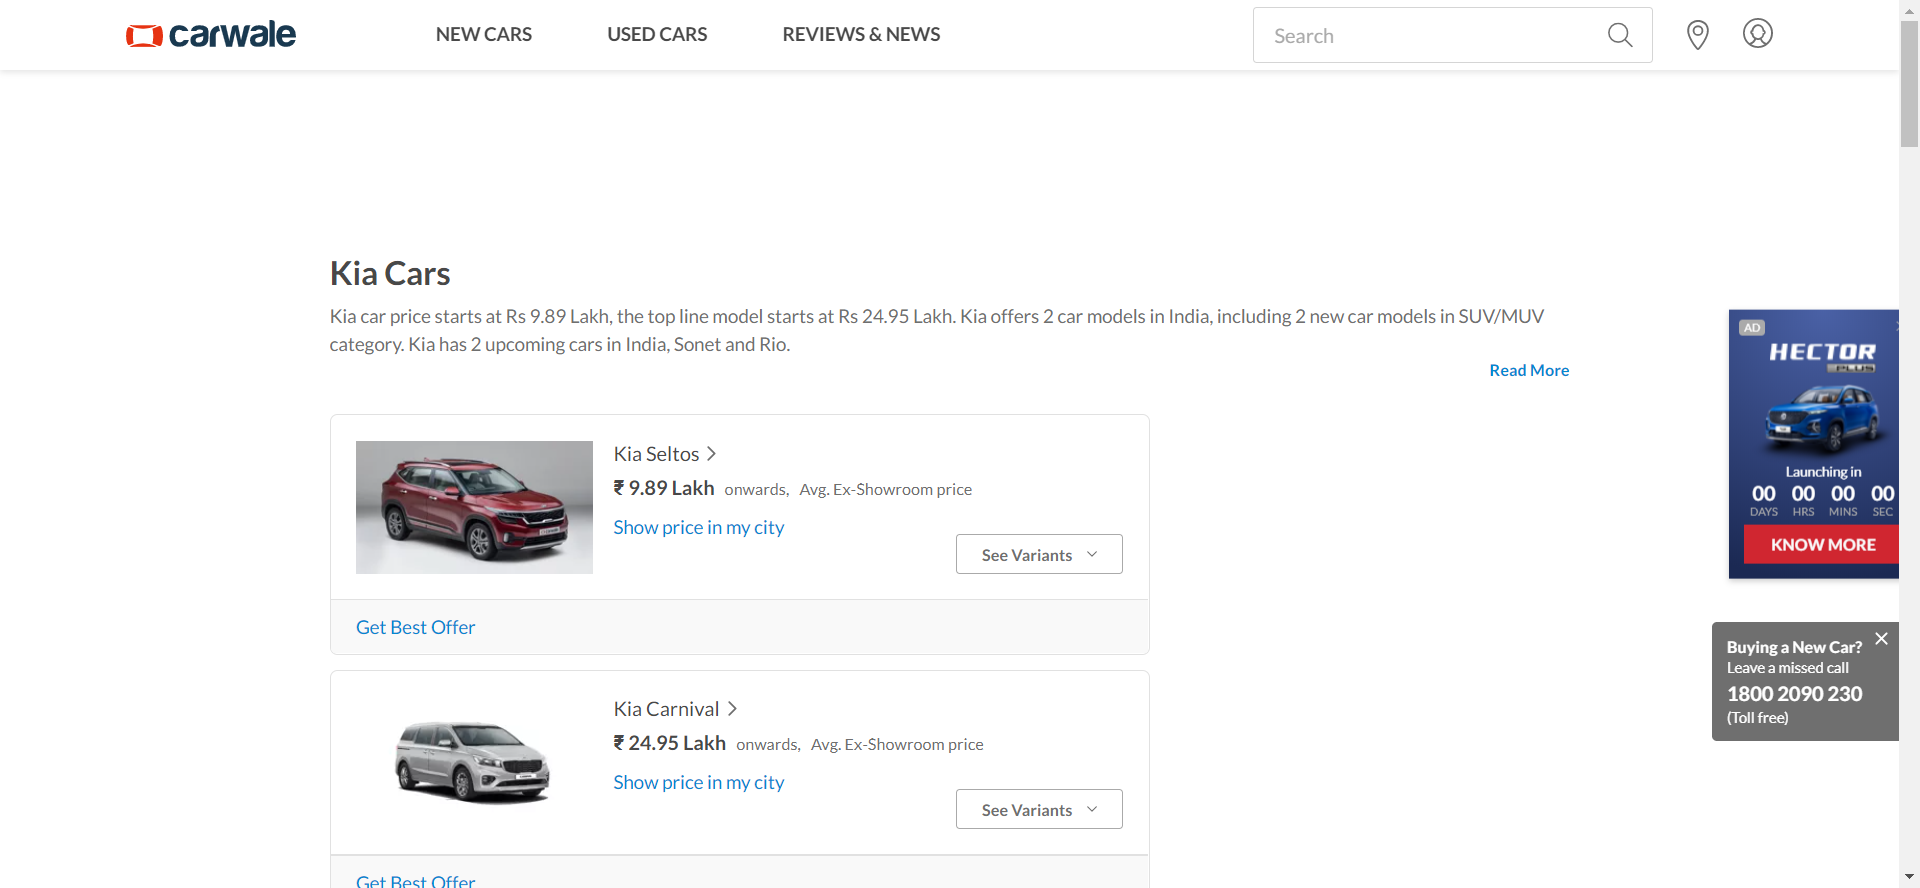 carwale
NEW CARS
USED CARS
REVIEWS & NEWS
Search
Kia Cars
Kia car price starts at Rs 9.89 Lakh, the top line model starts at Rs 24.95 Lakh. Kia offers 2 car models in India, including 2 new car models in SUV/MUV
category. Kia has 2 upcoming cars in India, Sonet and Rio.
Read More
Kia Seltos
₹ 9.89 Lakh onwards, Avg. Ex-Showroom price
Show price in my city
See Variants
Get Best Offer
Kia Carnival
₹ 24.95 Lakh onwards, Avg. Ex-Showroom price
Show price in my city
See Variants
Get Best Offer
AD
HECTOR
PLUS
Launching in
00 00 00 00
DAYS HRS MINS SEC
KNOW MORE
Buying a New Car?
Leave a missed call
1800 2090 230
(Toll free)